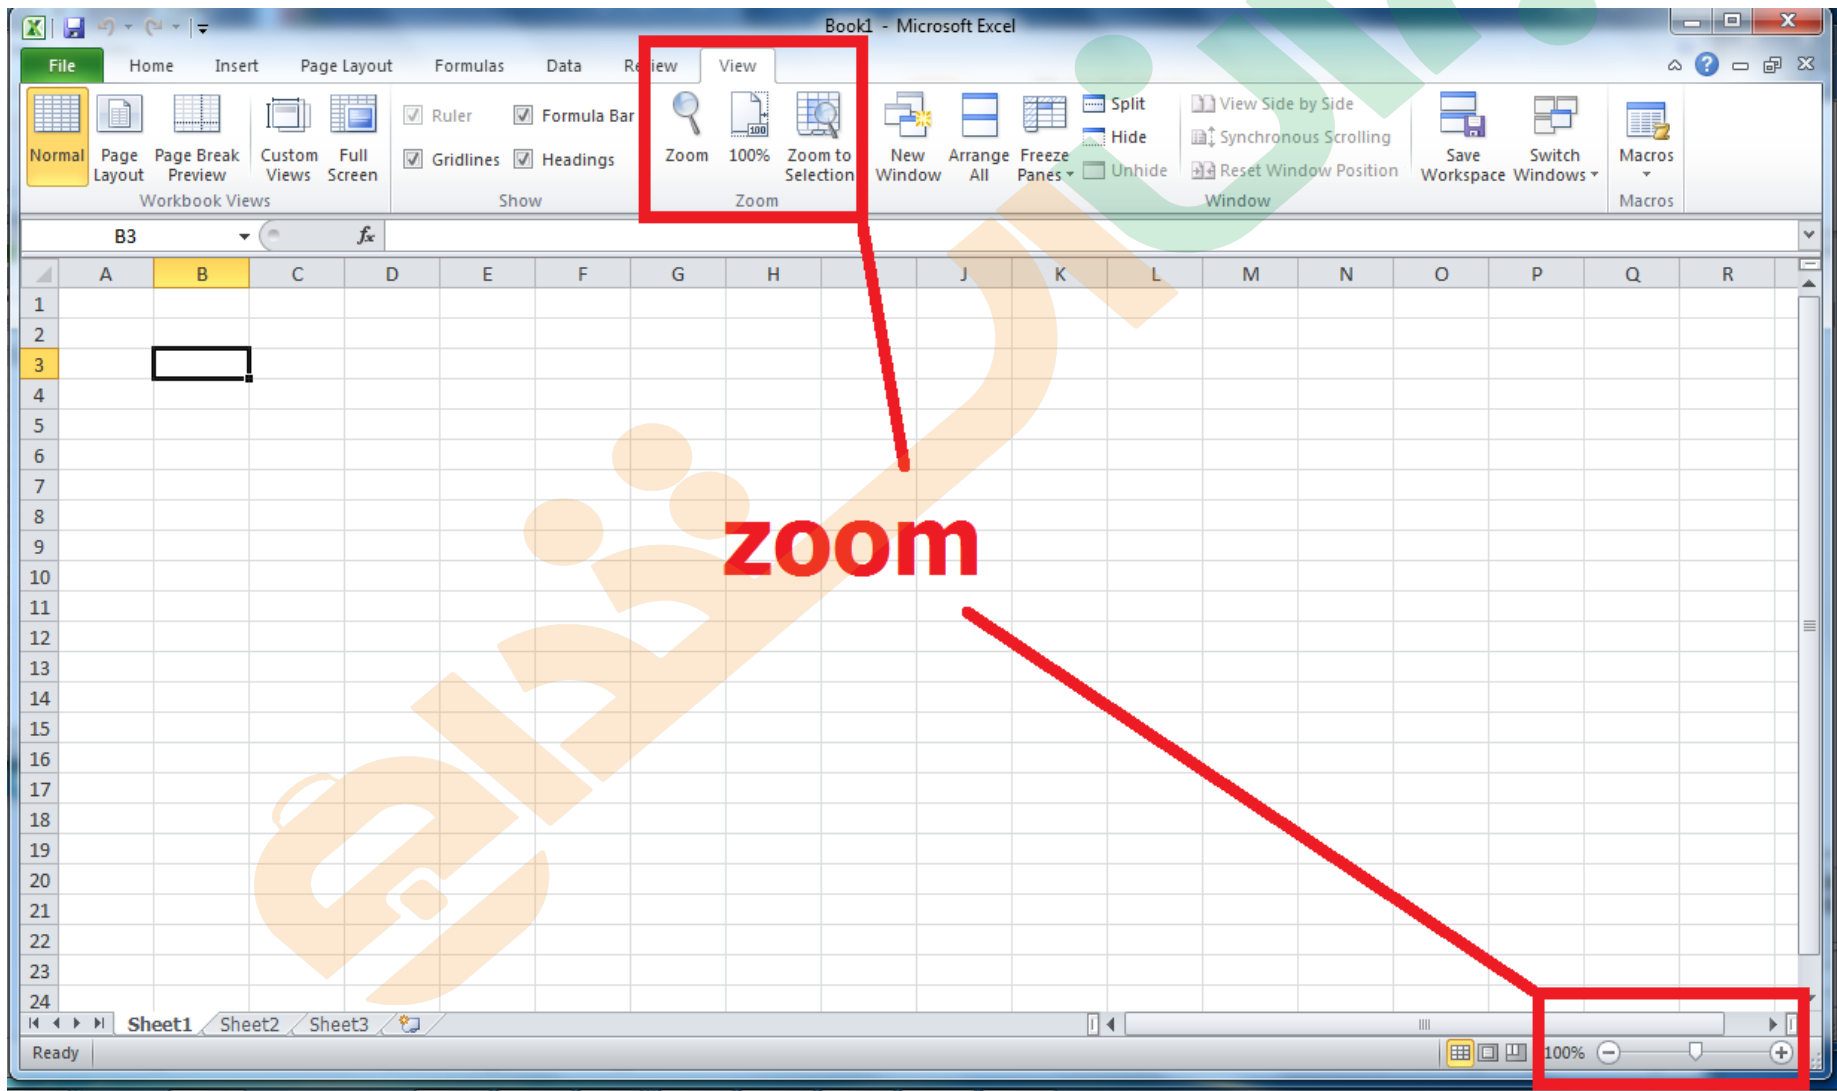 Book1 - Microsoft Excel
File Home Insert Page Layout Formulas Data Review View
Normal Page Layout Page Break Preview Custom Views Full Screen
Workbook Views
Ruler Formula Bar
Gridlines Headings
Show
Zoom 100% Zoom to Selection
Zoom
New Window Arrange All Freeze Panes
Split
Hide
Unhide
View Side by Side
Synchronous Scrolling
Reset Window Position
Save Workspace Switch Windows
Window
Macros
Macros
B3 fx
A B C D E F G H J K L M N O P Q R
1
2
3
4
5
6
7
8
9
zoom
10
11
12
13
14
15
16
17
18
19
20
21
22
23
24
Sheet1 Sheet2 Sheet3
Ready 100%